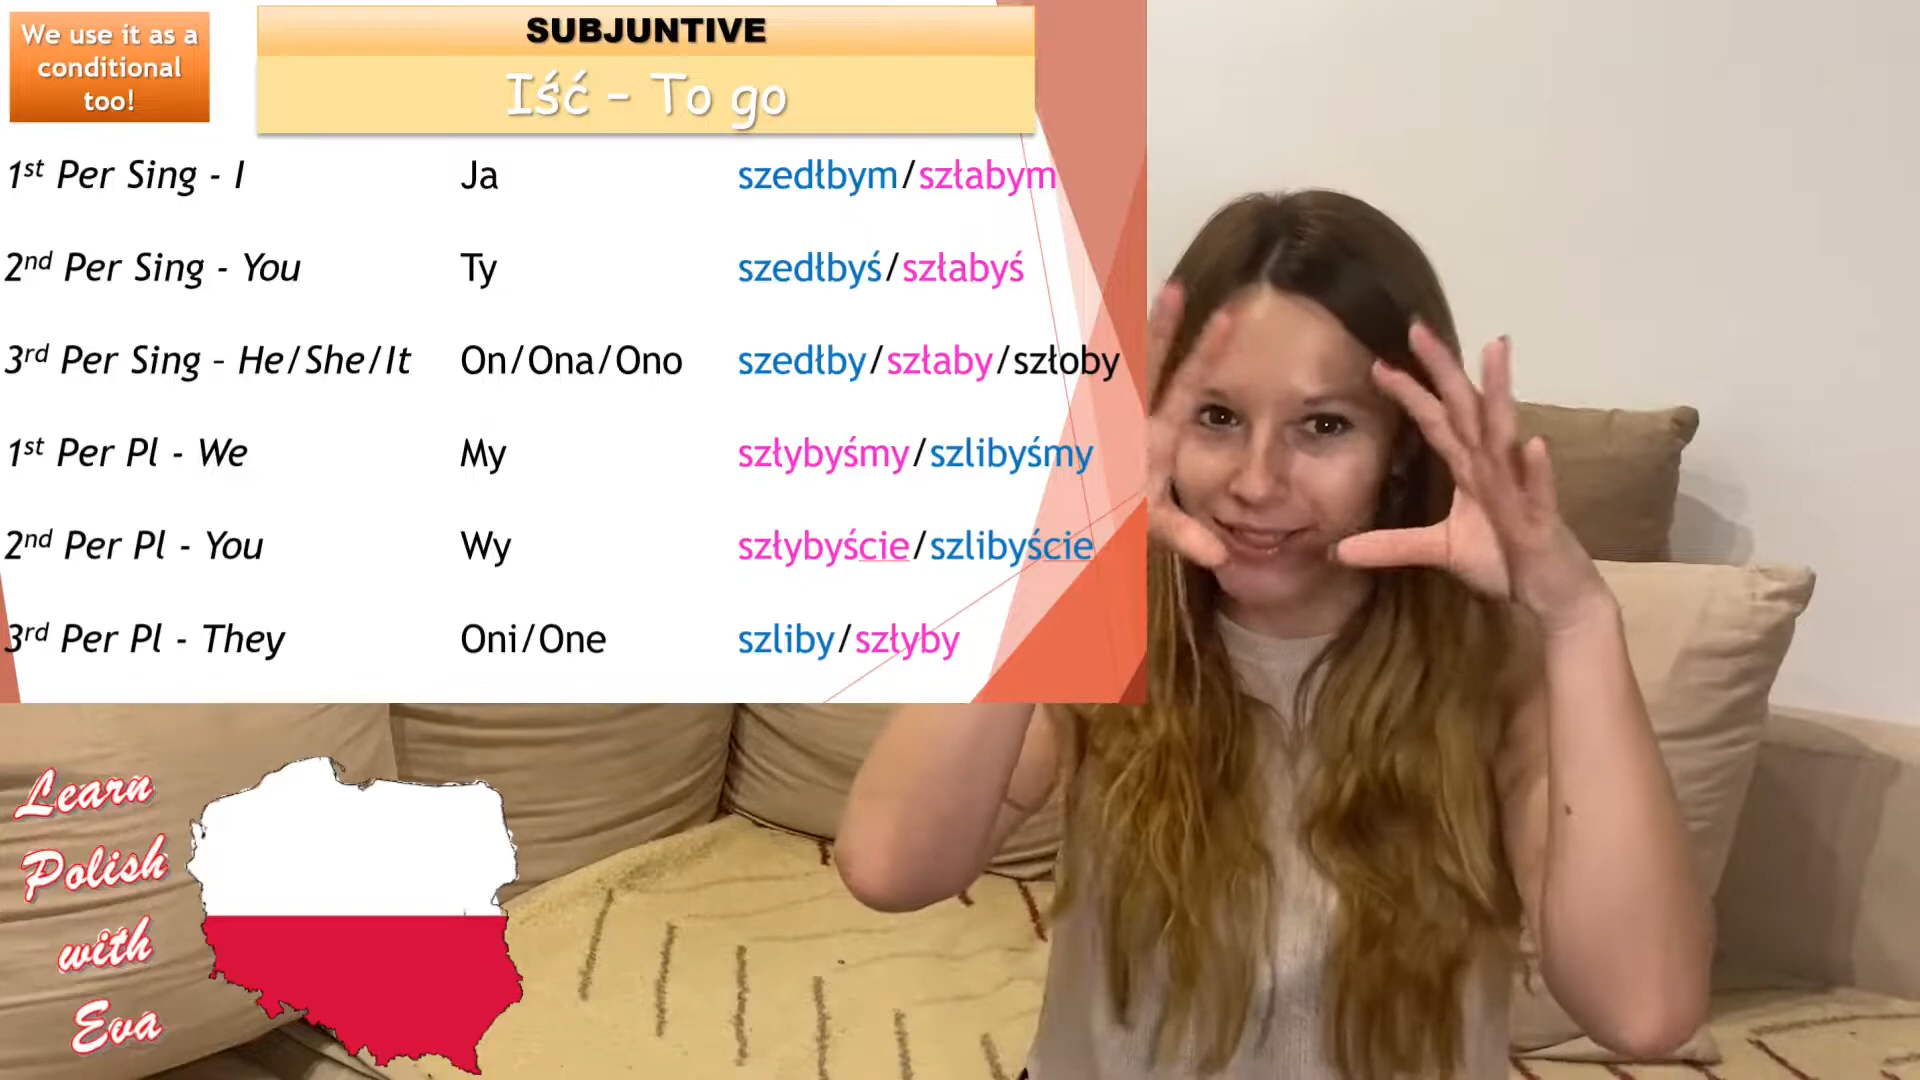 We use it as a
conditional
too!
SUBJUNTIVE
Iść – To go
1st Per Sing - I Ja szedłbym/szłabym
2nd Per Sing - You Ty szedłbyś/szłabyś
3rd Per Sing – He/She/It On/Ona/Ono szedłby/szłaby/szłoby
1st Per Pl - We My szłybyśmy/szlibyśmy
2nd Per Pl - You Wy szłybyście/szlibyście
3rd Per Pl - They Oni/One szliby/szłyby
Learn
Polish
with
Eva